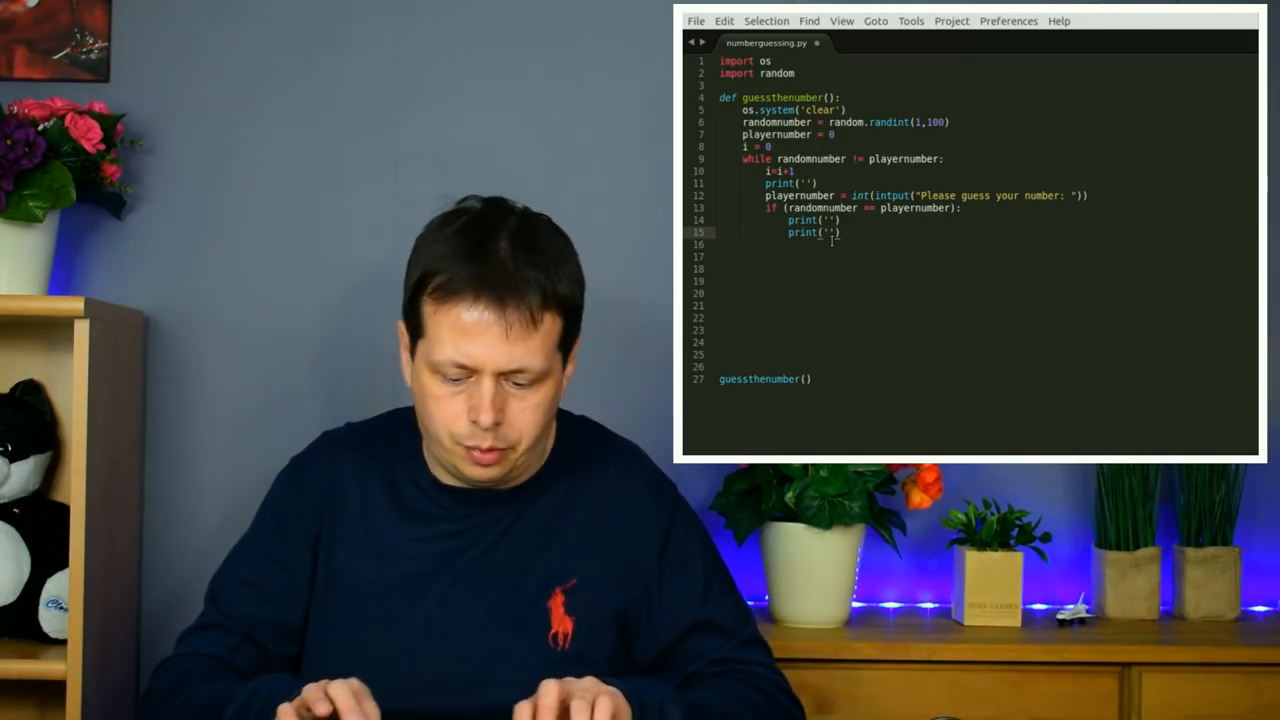 File Edit Selection Find View Goto Tools Project Preferences Help
numberguessing.py
1 import os
2 import random
3
4 def guessthenumber():
5 os.system('clear')
6 randomnumber = random.randint(1,100)
7 playernumber = 0
8 i = 0
9 while randomnumber != playernumber:
10 i=i+1
11 print('')
12 playernumber = int(intput("Please guess your number: "))
13 if (randomnumber == playernumber):
14 print('')
15 print('')
16
17
18
19
20
21
22
23
24
25
26
27 guessthenumber()
HERB GARDEN